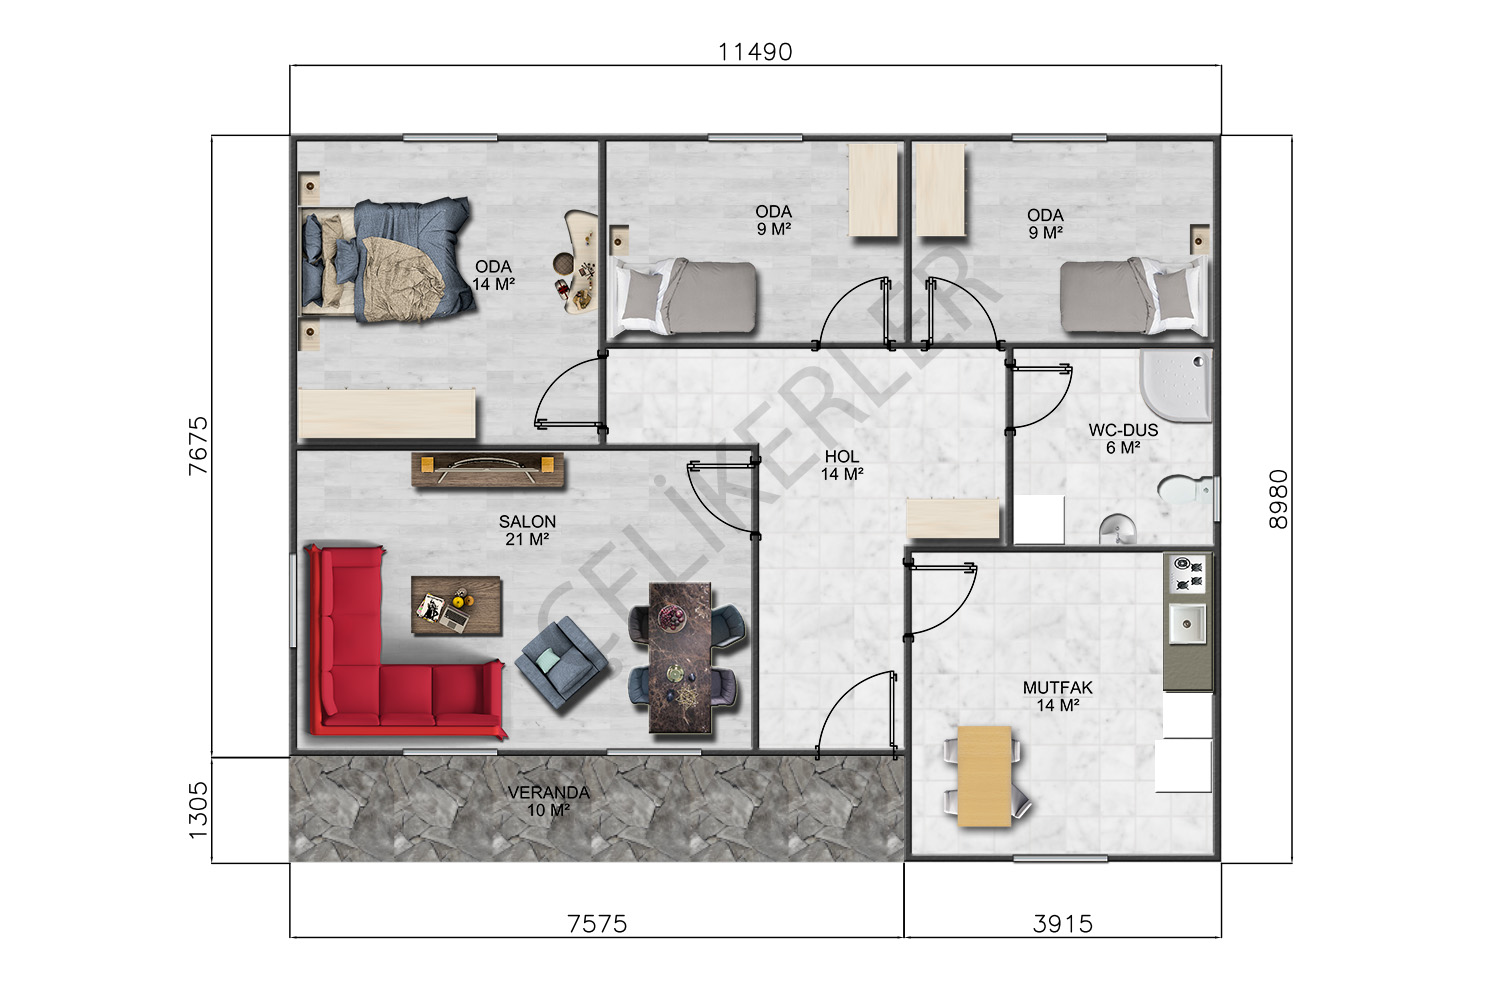 11490
ODA
9 M²
ODA
9 M²
ODA
14 M²
7675
WC-DUS
6 M²
HOL
14 M²
8980
SALON
21 M²
ÇELİKERLER
MUTFAK
14 M²
1305
VERANDA
10 M²
7575
3915